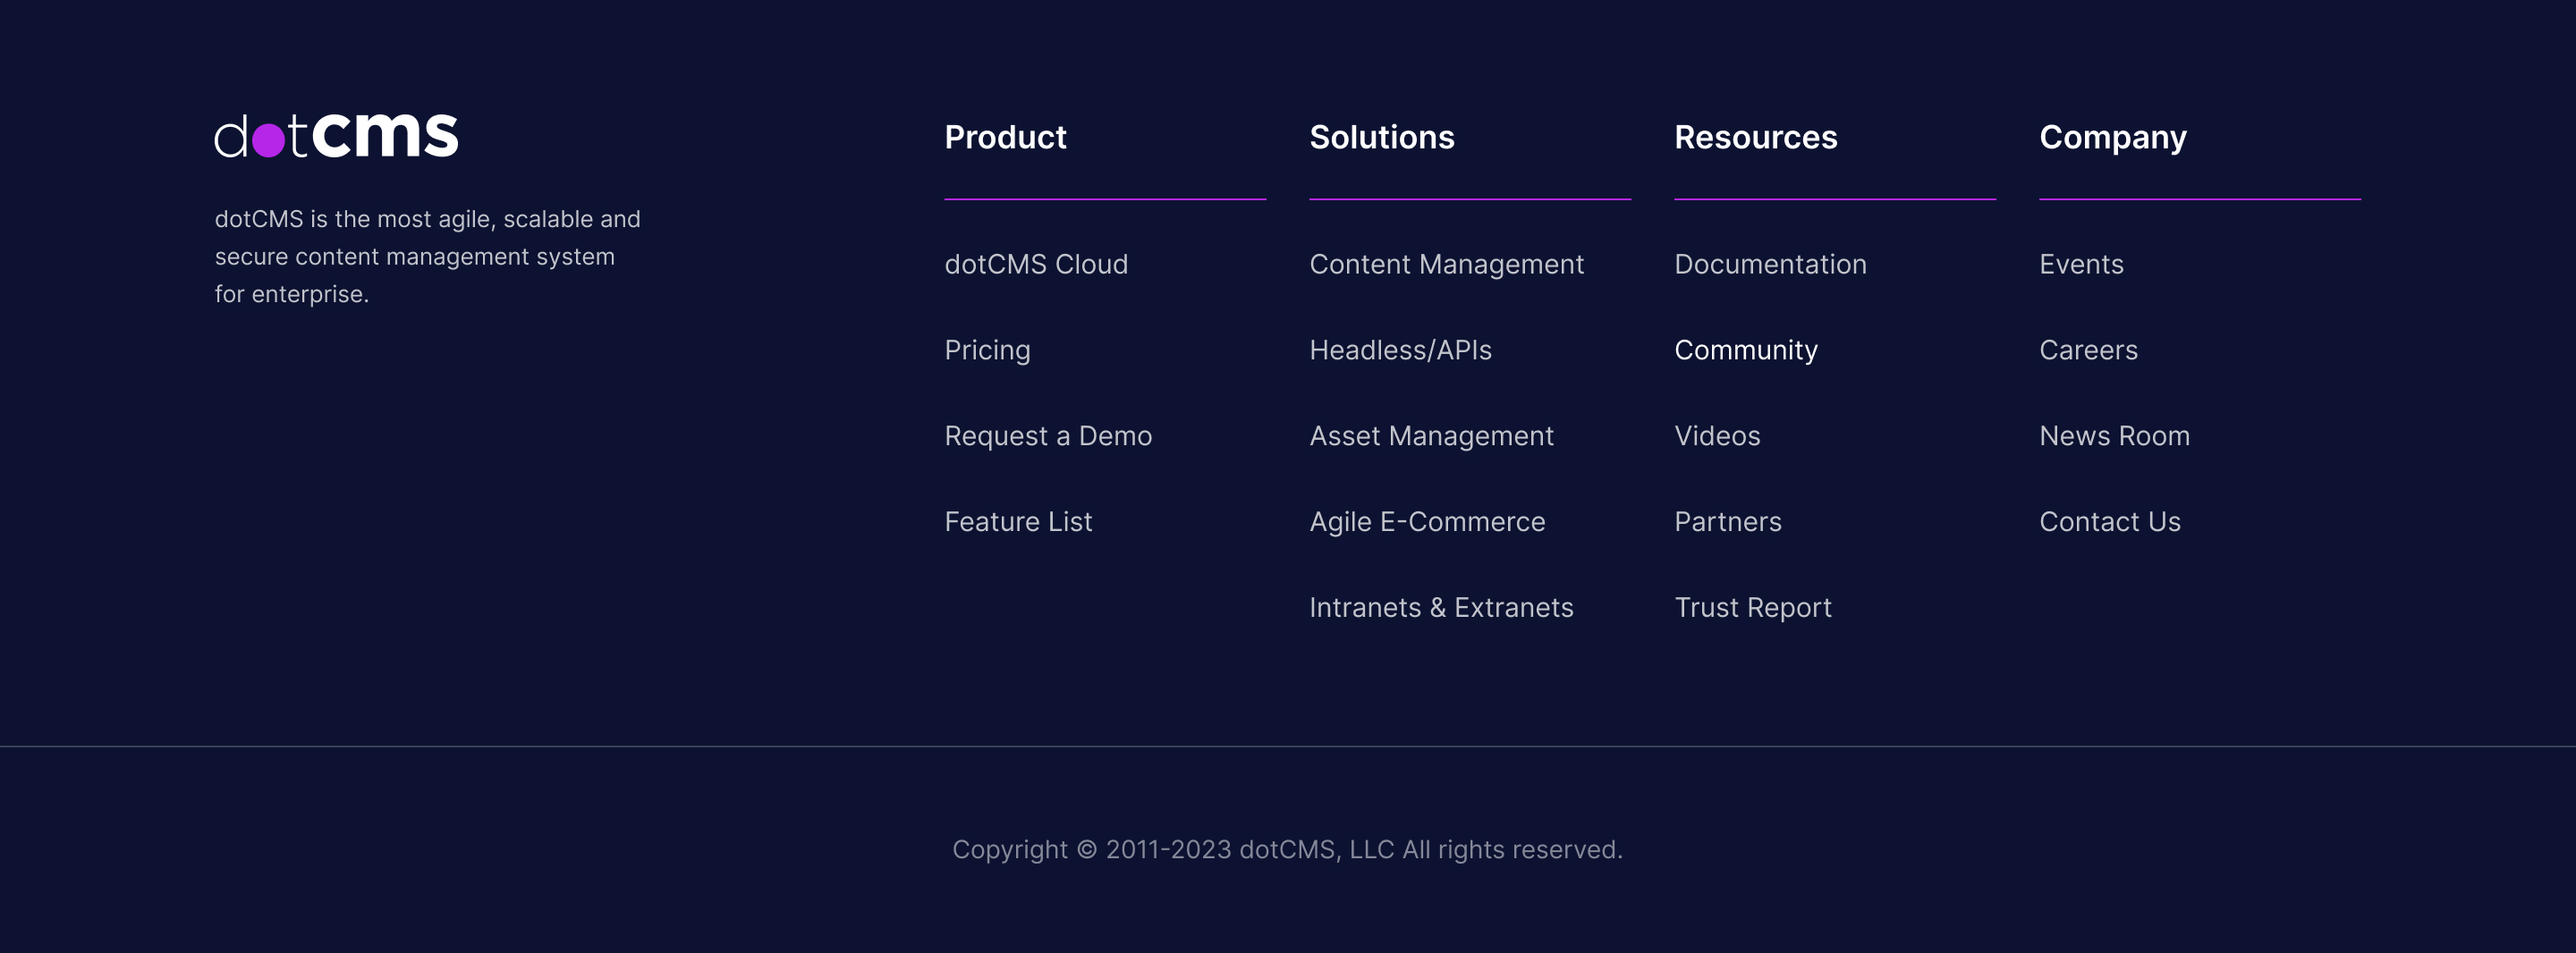 dotcms
dotCMS is the most agile, scalable and
secure content management system
for enterprise.
Product
dotCMS Cloud
Pricing
Request a Demo
Feature List
Solutions
Content Management
Headless/APIs
Asset Management
Agile E-Commerce
Intranets & Extranets
Resources
Documentation
Community
Videos
Partners
Trust Report
Company
Events
Careers
News Room
Contact Us
Copyright © 2011-2023 dotCMS, LLC All rights reserved.